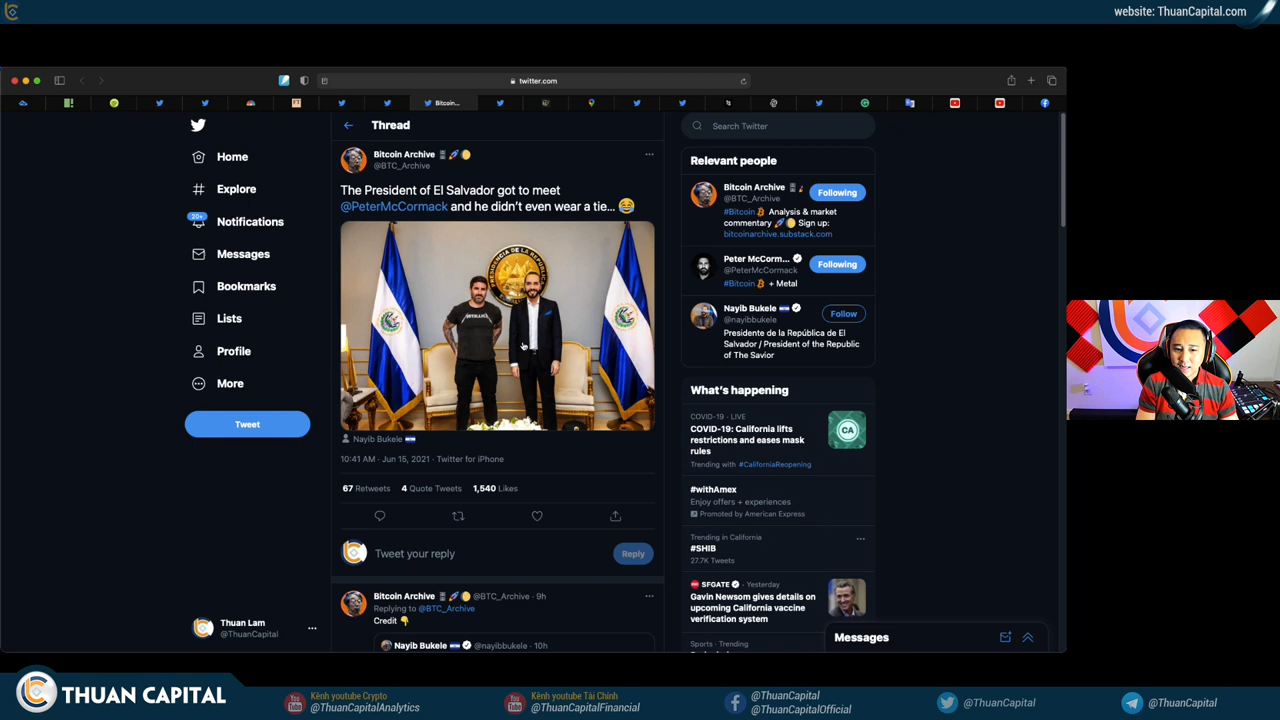 website: ThuanCapital.com
twitter.com
Bitcoin...
Thread
Search Twitter
Home
Explore
20+
Notifications
Messages
Bookmarks
Lists
Profile
More
Tweet
Thuan Lam
@ThuanCapital
Bitcoin Archive
@BTC_Archive
The President of El Salvador got to meet
@PeterMcCormack and he didn't even wear a tie... 😂
PRESIDENCIA DE LA REPÚBLICA
METALLICA
Nayib Bukele
10:41 AM · Jun 15, 2021 · Twitter for iPhone
67 Retweets 4 Quote Tweets 1,540 Likes
Tweet your reply
Reply
Bitcoin Archive @BTC_Archive · 9h
Replying to @BTC_Archive
Credit 👇
Nayib Bukele @nayibbukele · 10h
Relevant people
Bitcoin Archive
@BTC_Archive
Following
#Bitcoin Analysis & market
commentary 🚀 Sign up:
bitcoinarchive.substack.com
Peter McCorm...
@PeterMcCormack
Following
#Bitcoin + Metal
Nayib Bukele
@nayibbukele
Follow
Presidente de la República de El
Salvador / President of the Republic
of The Savior
What's happening
COVID-19 · LIVE
COVID-19: California lifts
restrictions and eases mask
rules
Trending with #CaliforniaReopening
CA
#withAmex
Enjoy offers + experiences
Promoted by American Express
Trending in California
#SHIB
27.7K Tweets
SFGATE · Yesterday
Gavin Newsom gives details on
upcoming California vaccine
verification system
Sports · Trending
Messages
THUAN CAPITAL
Kênh youtube Crypto
@ThuanCapitalAnalytics
Kênh youtube Tài Chính
@ThuanCapitalFinancial
@ThuanCapital
@ThuanCapitalOfficial
@ThuanCapital
@ThuanCapital